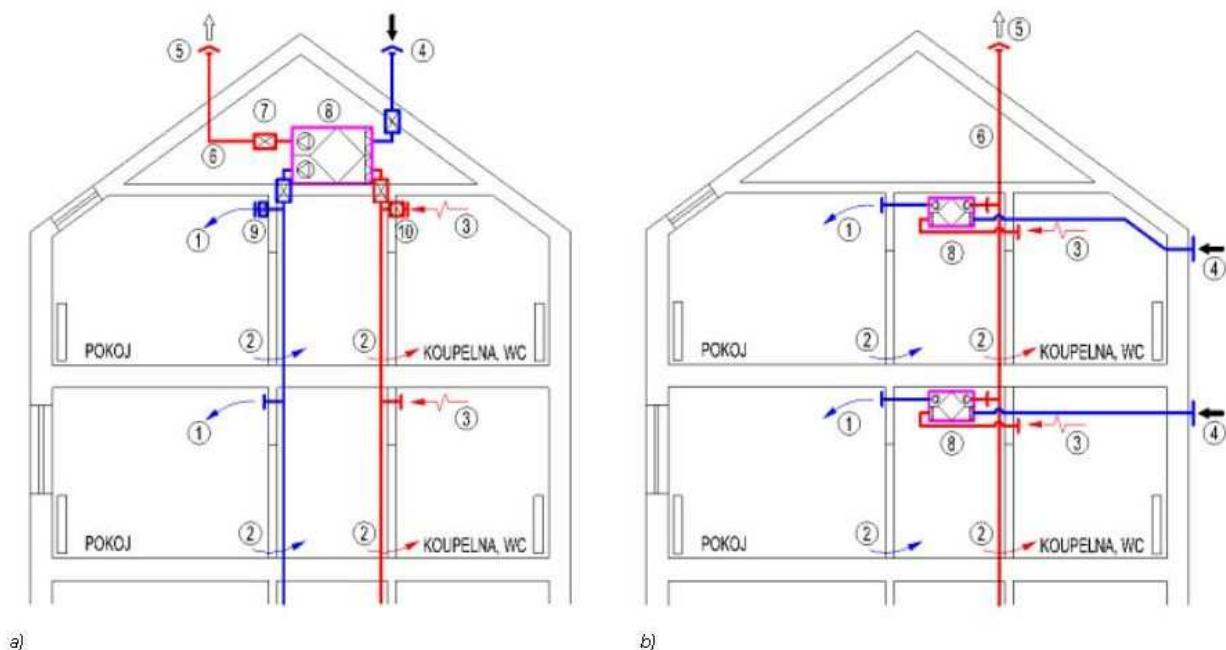 5 4 5
7 8
6 6
1 9 10 3 1 8 3 4
2 2 2 2
POKOJ KOUPELNA, WC POKOJ KOUPELNA, WC
1 3 1 8 3 4
2 2 2 2
POKOJ KOUPELNA, WC POKOJ KOUPELNA, WC
a) b)